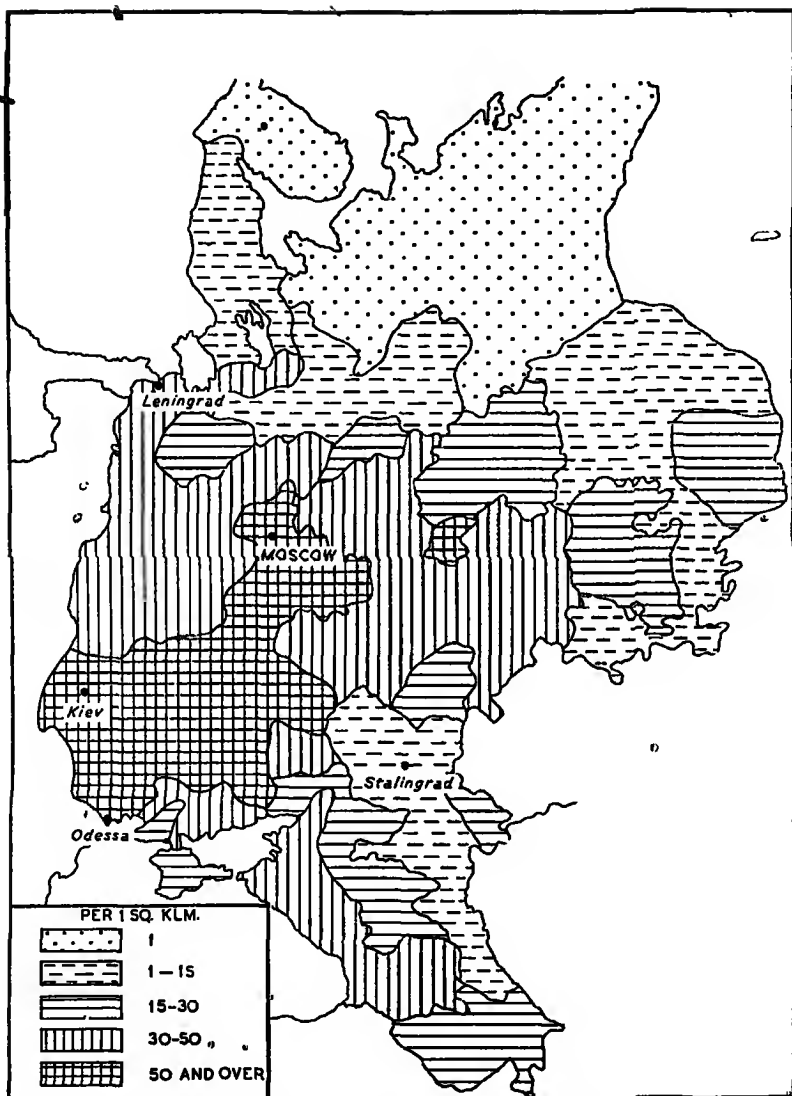 Leningrad
MOSCOW
Kiev
Stalingrad
Odessa
PER 1 SQ. KLM.
1
1–15
15-30
30-50 „ „
50 AND OVER